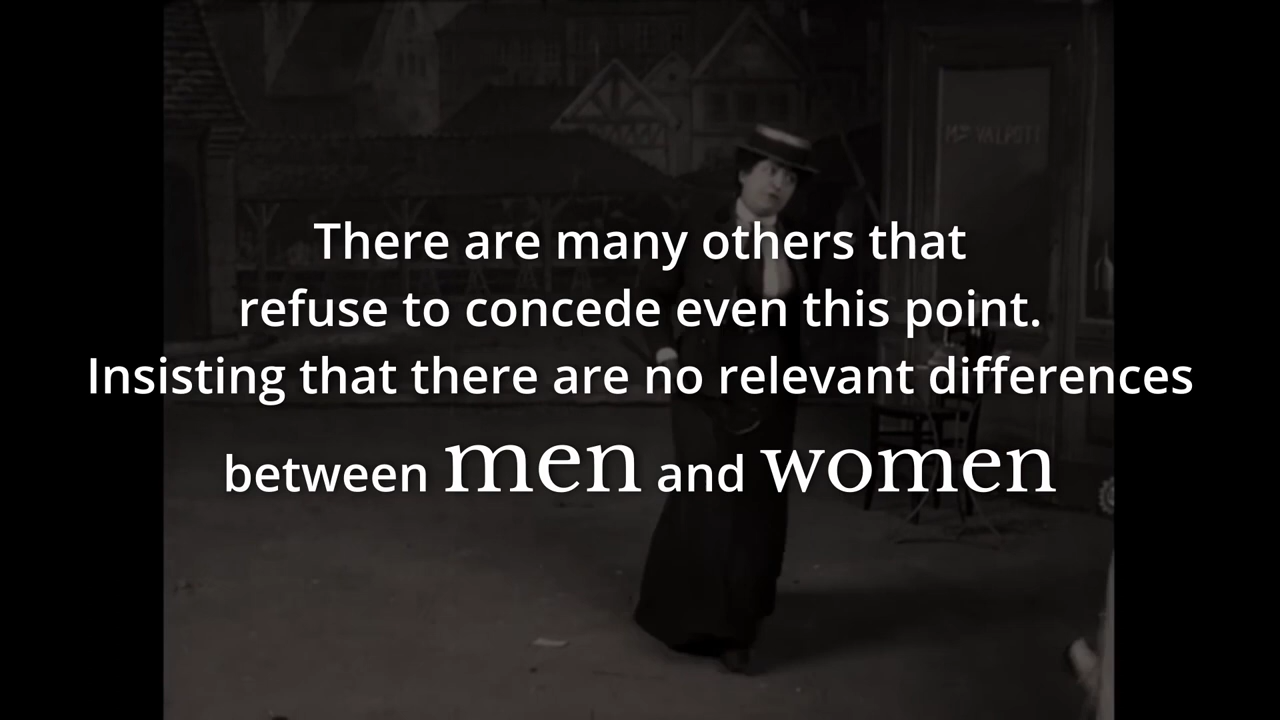 There are many others that
refuse to concede even this point.
Insisting that there are no relevant differences
between men and women